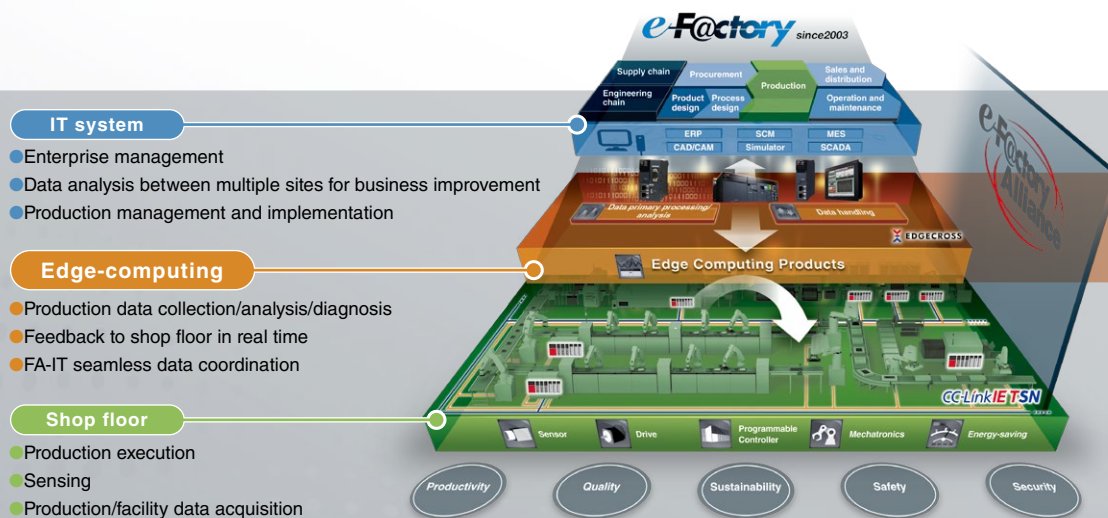 e-F@ctory since2003
Supply chain
Procurement
Production
Sales and
distribution
Engineering
chain
Product
design
Process
design
Operation and
maintenance
IT system
●Enterprise management
●Data analysis between multiple sites for business improvement
●Production management and implementation
ERP
SCM
MES
CAD/CAM
Simulator
SCADA
e-F@ctory
Alliance
Data primary processing/
analysis
Data handling
EDGECROSS
Edge-computing
Edge Computing Products
●Production data collection/analysis/diagnosis
●Feedback to shop floor in real time
●FA-IT seamless data coordination
CC-Link IE TSN
Shop floor
●Production execution
●Sensing
●Production/facility data acquisition
Sensor
Drive
Programmable
Controller
Mechatronics
Energy-saving
Productivity
Quality
Sustainability
Safety
Security